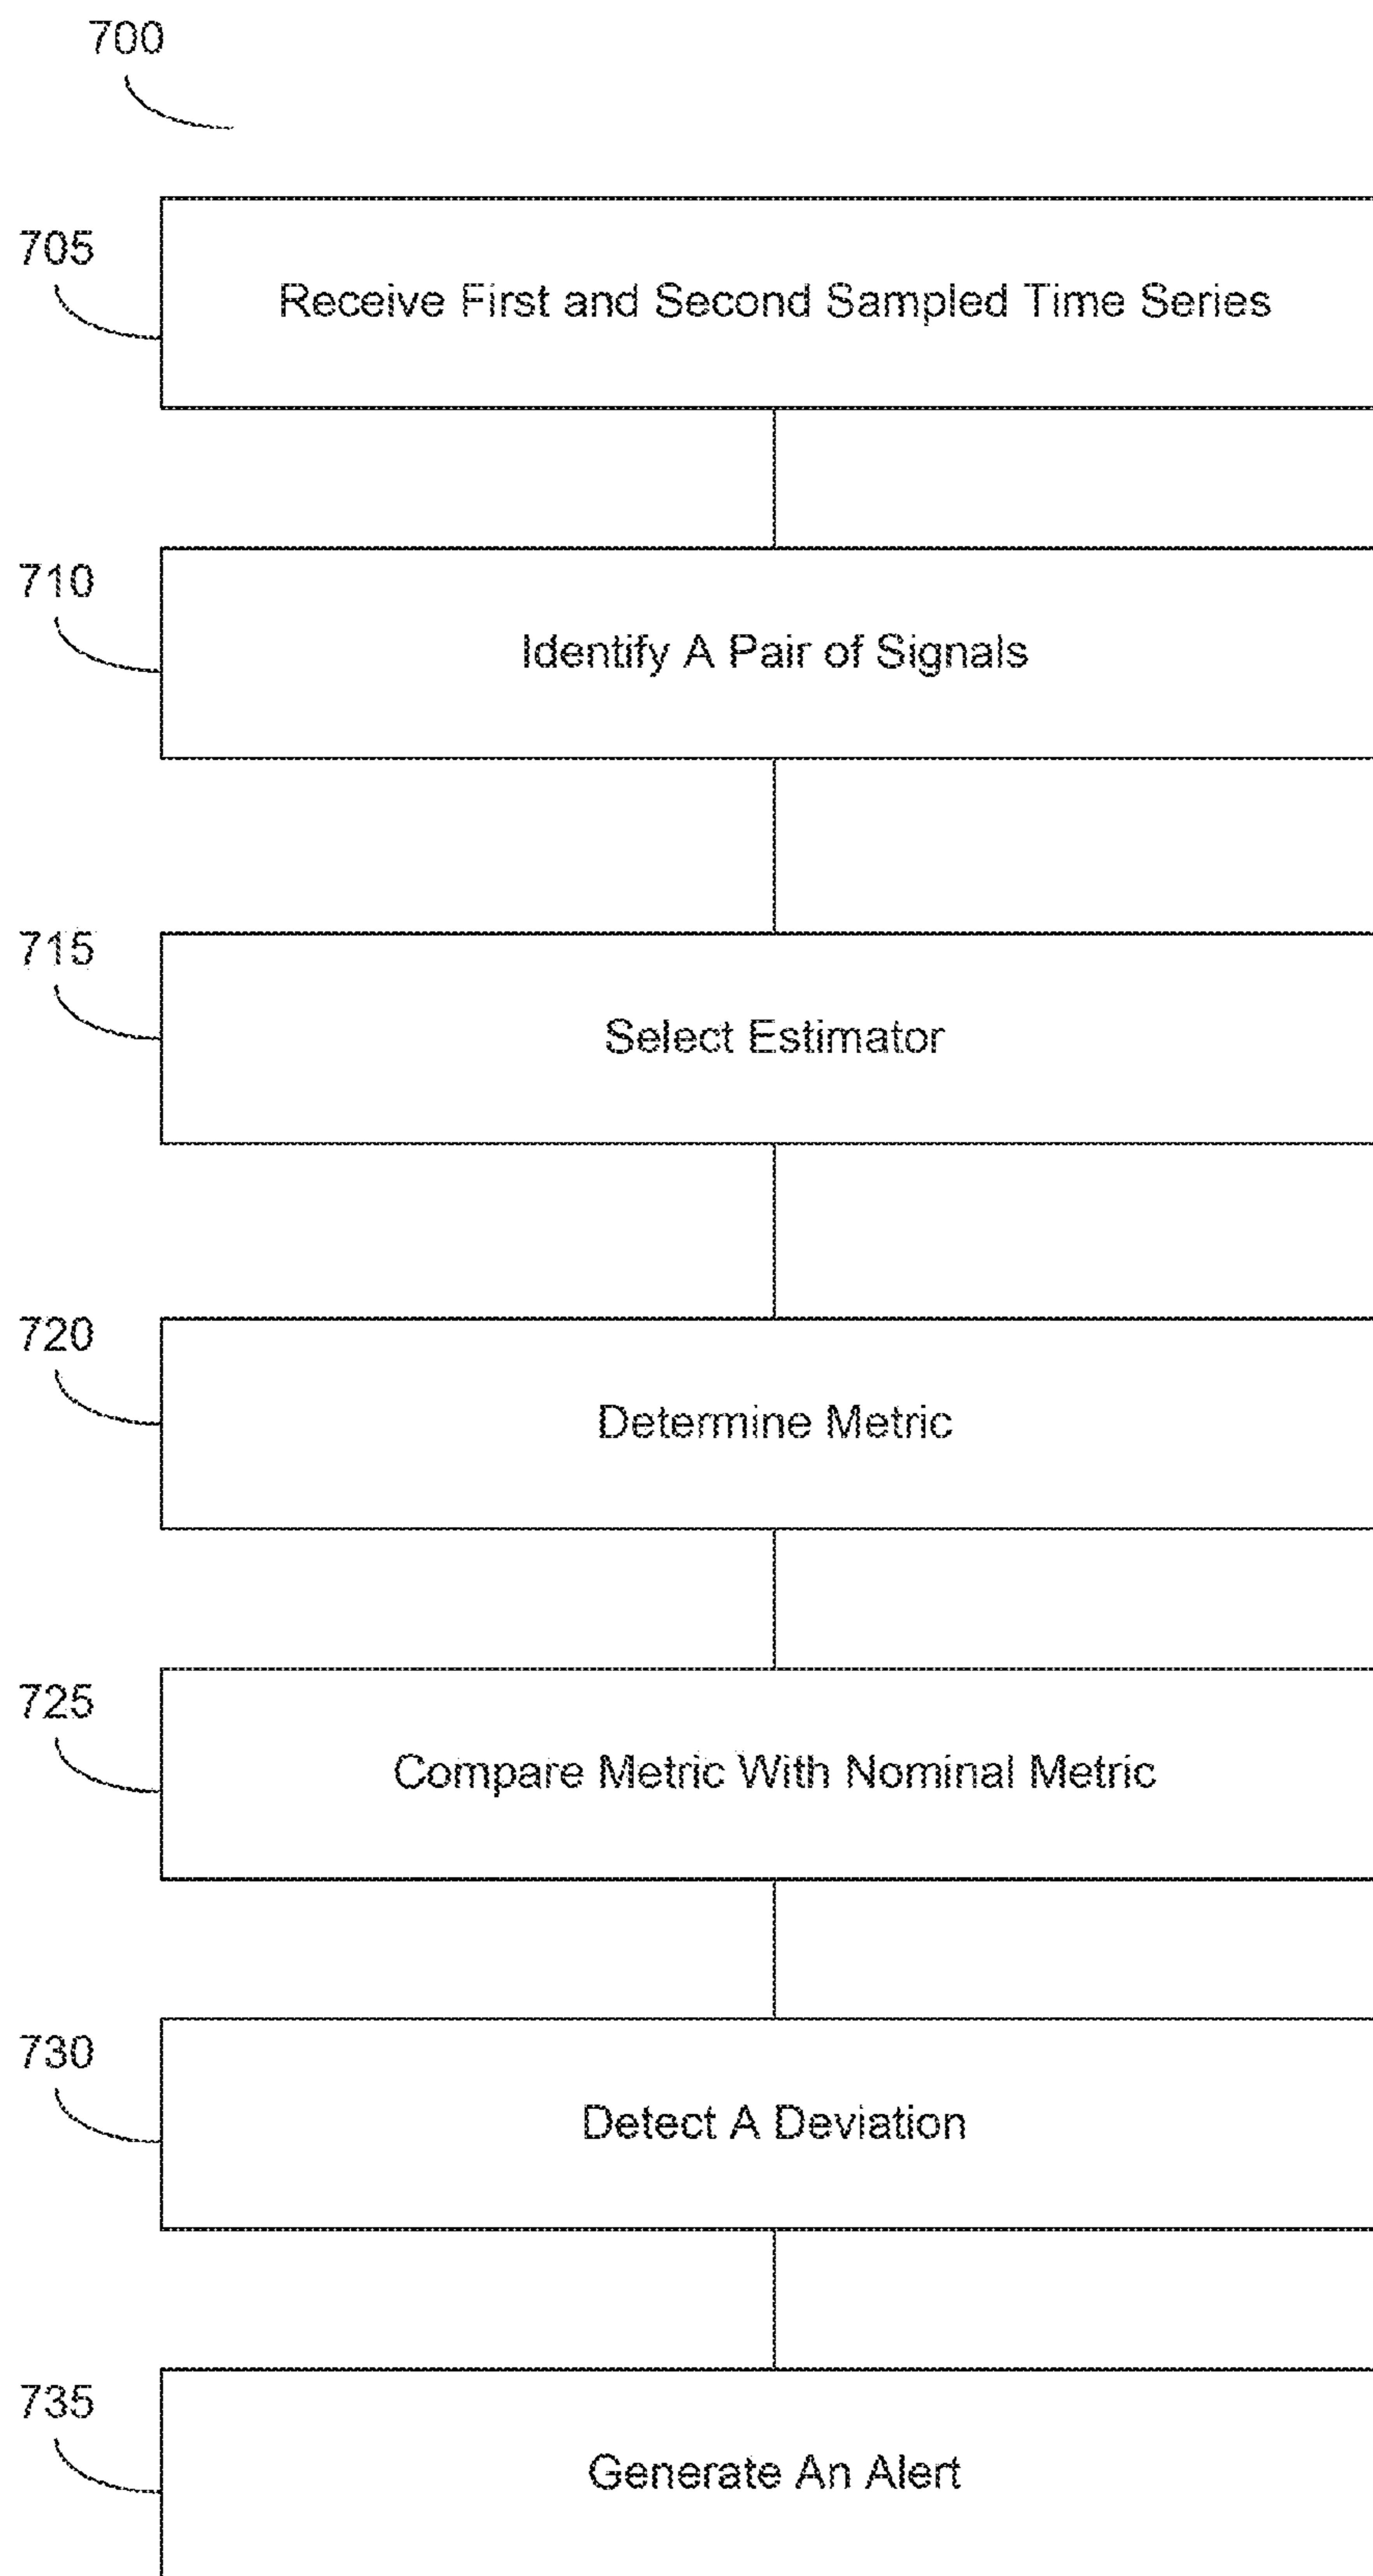 700
705
Receive First and Second Sampled Time Series
710
Identify A Pair of Signals
715
Select Estimator
720
Determine Metric
725
Compare Metric With Nominal Metric
730
Detect A Deviation
735
Generate An Alert